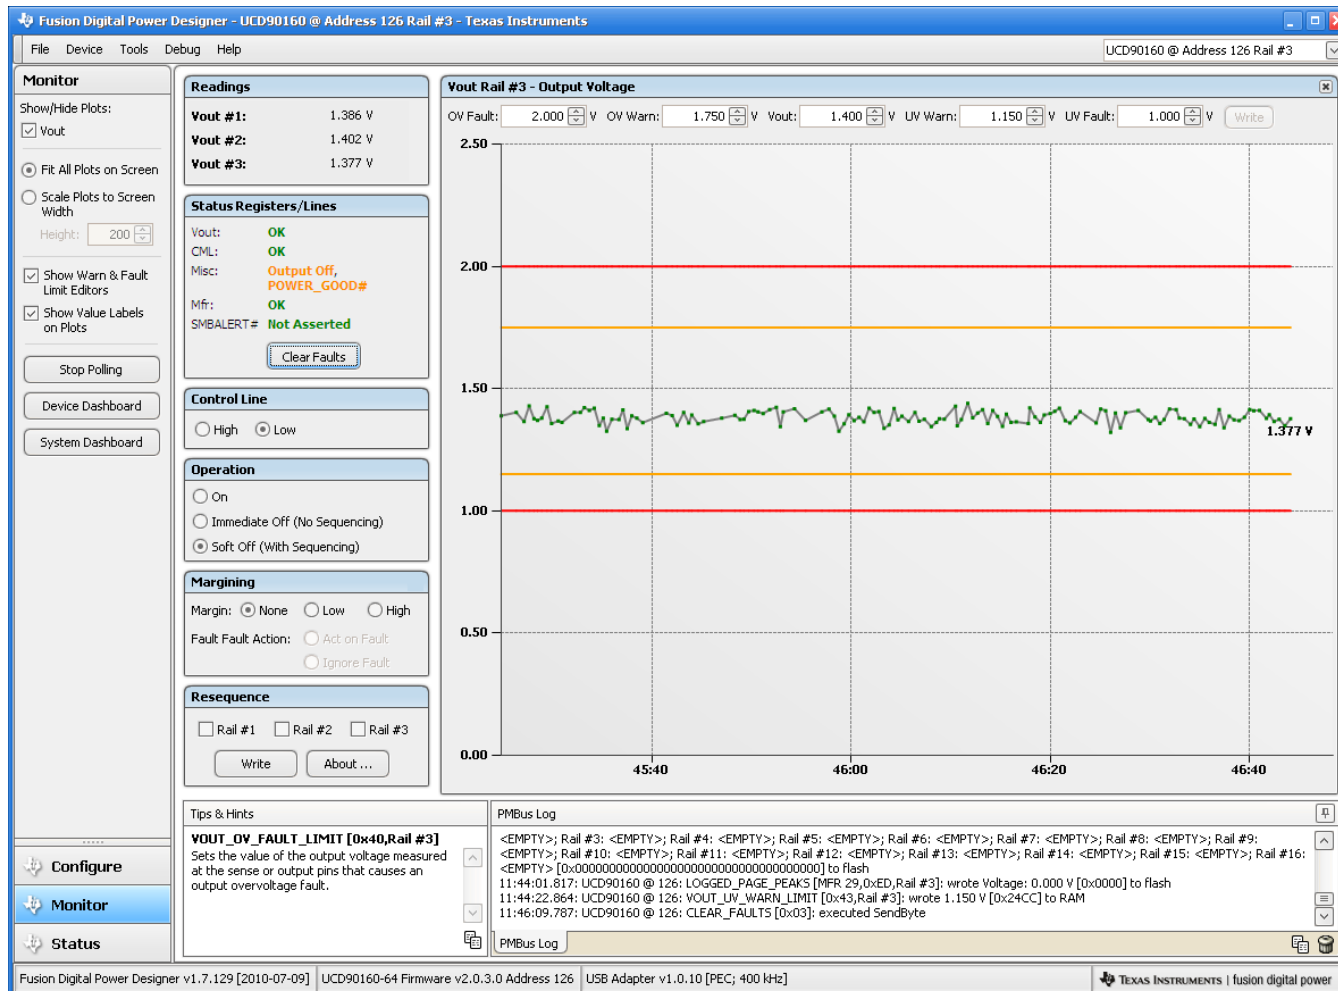 Fusion Digital Power Designer - UCD90160 @ Address 126 Rail #3 - Texas Instruments
File Device Tools Debug Help
UCD90160 @ Address 126 Rail #3
Monitor
Show/Hide Plots:
Vout
Fit All Plots on Screen
Scale Plots to Screen
Width
Height: 200
Show Warn & Fault
Limit Editors
Show Value Labels
on Plots
Stop Polling
Device Dashboard
System Dashboard
Configure
Monitor
Status
Readings
Vout #1: 1.386 V
Vout #2: 1.402 V
Vout #3: 1.377 V
Status Registers/Lines
Vout: OK
CML: OK
Misc: Output Off,
POWER_GOOD#
Mfr: OK
SMBALERT# Not Asserted
Clear Faults
Control Line
High Low
Operation
On
Immediate Off (No Sequencing)
Soft Off (With Sequencing)
Margining
Margin: None Low High
Fault Fault Action: Act on Fault
Ignore Fault
Resequence
Rail #1 Rail #2 Rail #3
Write About ...
Vout Rail #3 - Output Voltage
OV Fault: 2.000 V OV Warn: 1.750 V Vout: 1.400 V UV Warn: 1.150 V UV Fault: 1.000 V Write
2.50
2.00
1.50
1.377 V
1.00
0.50
0.00
45:40 46:00 46:20 46:40
Tips & Hints
VOUT_OV_FAULT_LIMIT [0x40,Rail #3]
Sets the value of the output voltage measured
at the sense or output pins that causes an
output overvoltage fault.
PMBus Log
<EMPTY>; Rail #3: <EMPTY>; Rail #4: <EMPTY>; Rail #5: <EMPTY>; Rail #6: <EMPTY>; Rail #7: <EMPTY>; Rail #8: <EMPTY>; Rail #9:
<EMPTY>; Rail #10: <EMPTY>; Rail #11: <EMPTY>; Rail #12: <EMPTY>; Rail #13: <EMPTY>; Rail #14: <EMPTY>; Rail #15: <EMPTY>; Rail #16:
<EMPTY> [0x00000000000000000000000000000000] to flash
11:44:01.817: UCD90160 @ 126: LOGGED_PAGE_PEAKS [MFR 29,0xED,Rail #3]: wrote Voltage: 0.000 V [0x0000] to flash
11:44:22.864: UCD90160 @ 126: VOUT_UV_WARN_LIMIT [0x43,Rail #3]: wrote 1.150 V [0x24CC] to RAM
11:46:09.787: UCD90160 @ 126: CLEAR_FAULTS [0x03]: executed SendByte
PMBus Log
Fusion Digital Power Designer v1.7.129 [2010-07-09] UCD90160-64 Firmware v2.0.3.0 Address 126 USB Adapter v1.0.10 [PEC; 400 kHz] TEXAS INSTRUMENTS | fusion digital power